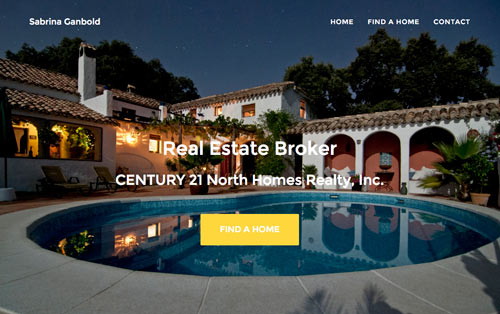 Sabrina Ganbold
HOME FIND A HOME CONTACT
Real Estate Broker
CENTURY 21 North Homes Realty, Inc.
FIND A HOME